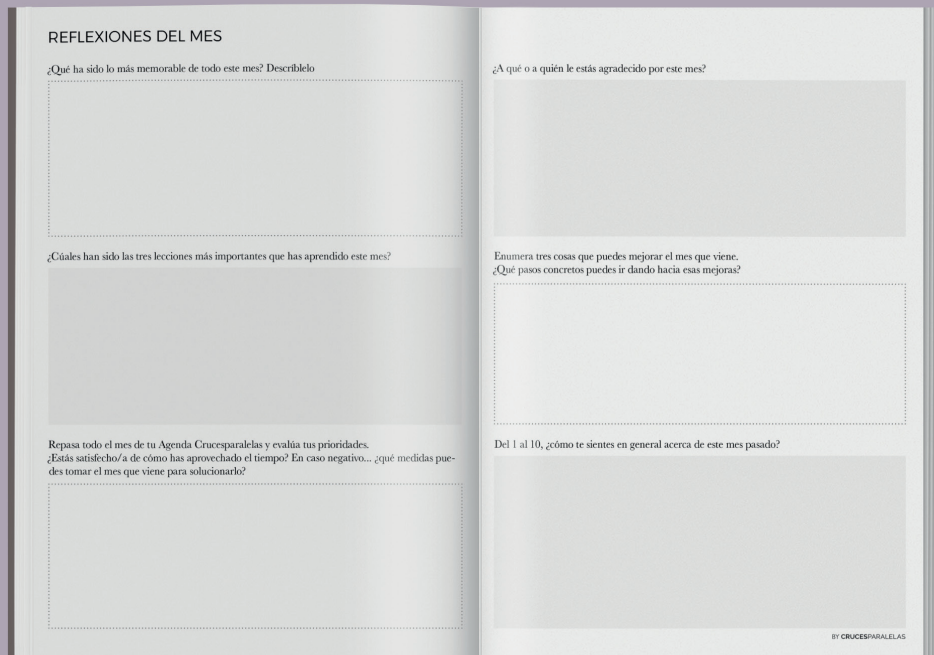 REFLEXIONES DEL MES
¿Qué ha sido lo más memorable de todo este mes? Descríblelo
¿Cúales han sido las tres lecciones más importantes que has aprendido este mes?
Repasa todo el mes de tu Agenda Crucesparalelas y evalúa tus prioridades.
¿Estás satisfecho/a de cómo has aprovechado el tiempo? En caso negativo... ¿qué medidas pue-
des tomar el mes que viene para solucionarlo?
¿A qué o a quién le estás agradecido por este mes?
Enumera tres cosas que puedes mejorar el mes que viene.
¿Qué pasos concretos puedes ir dando hacia esas mejoras?
Del 1 al 10, ¿cómo te sientes en general acerca de este mes pasado?
BY CRUCESPARALELAS